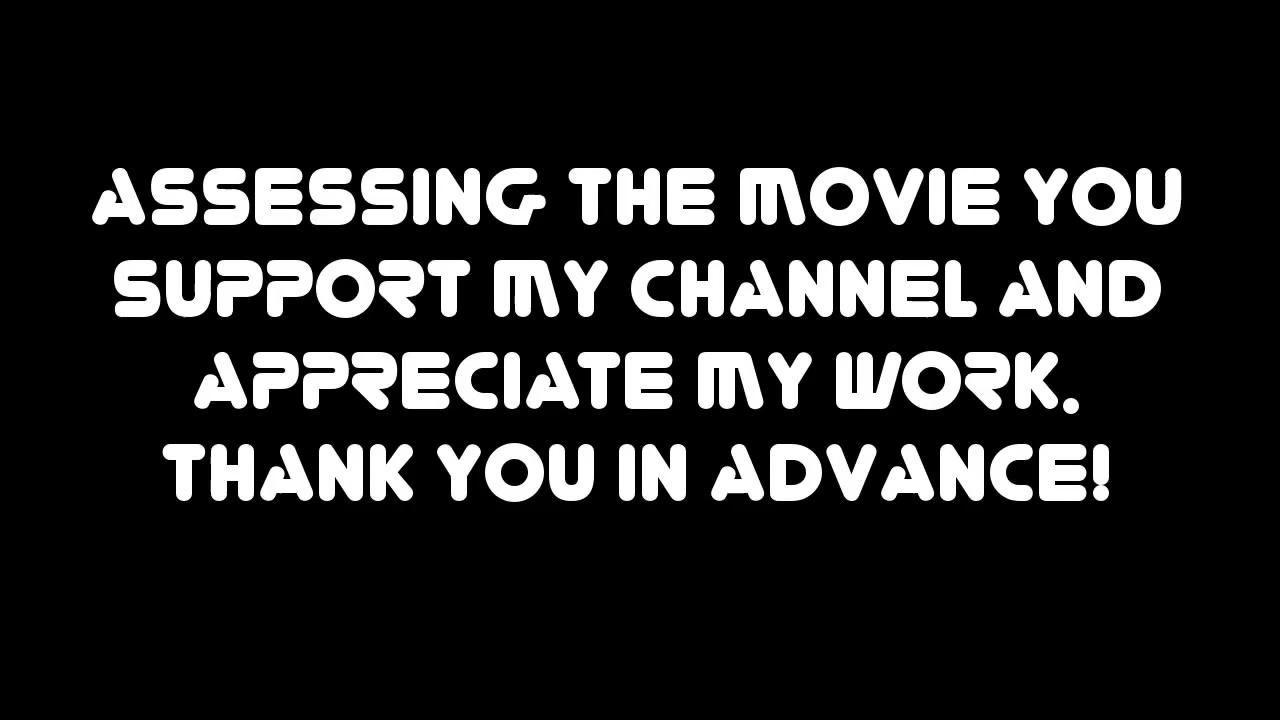 ASSESSING THE MOVIE YOU
SUPPORT MY CHANNEL AND
APPRECIATE MY WORK.
THANK YOU IN ADVANCE!